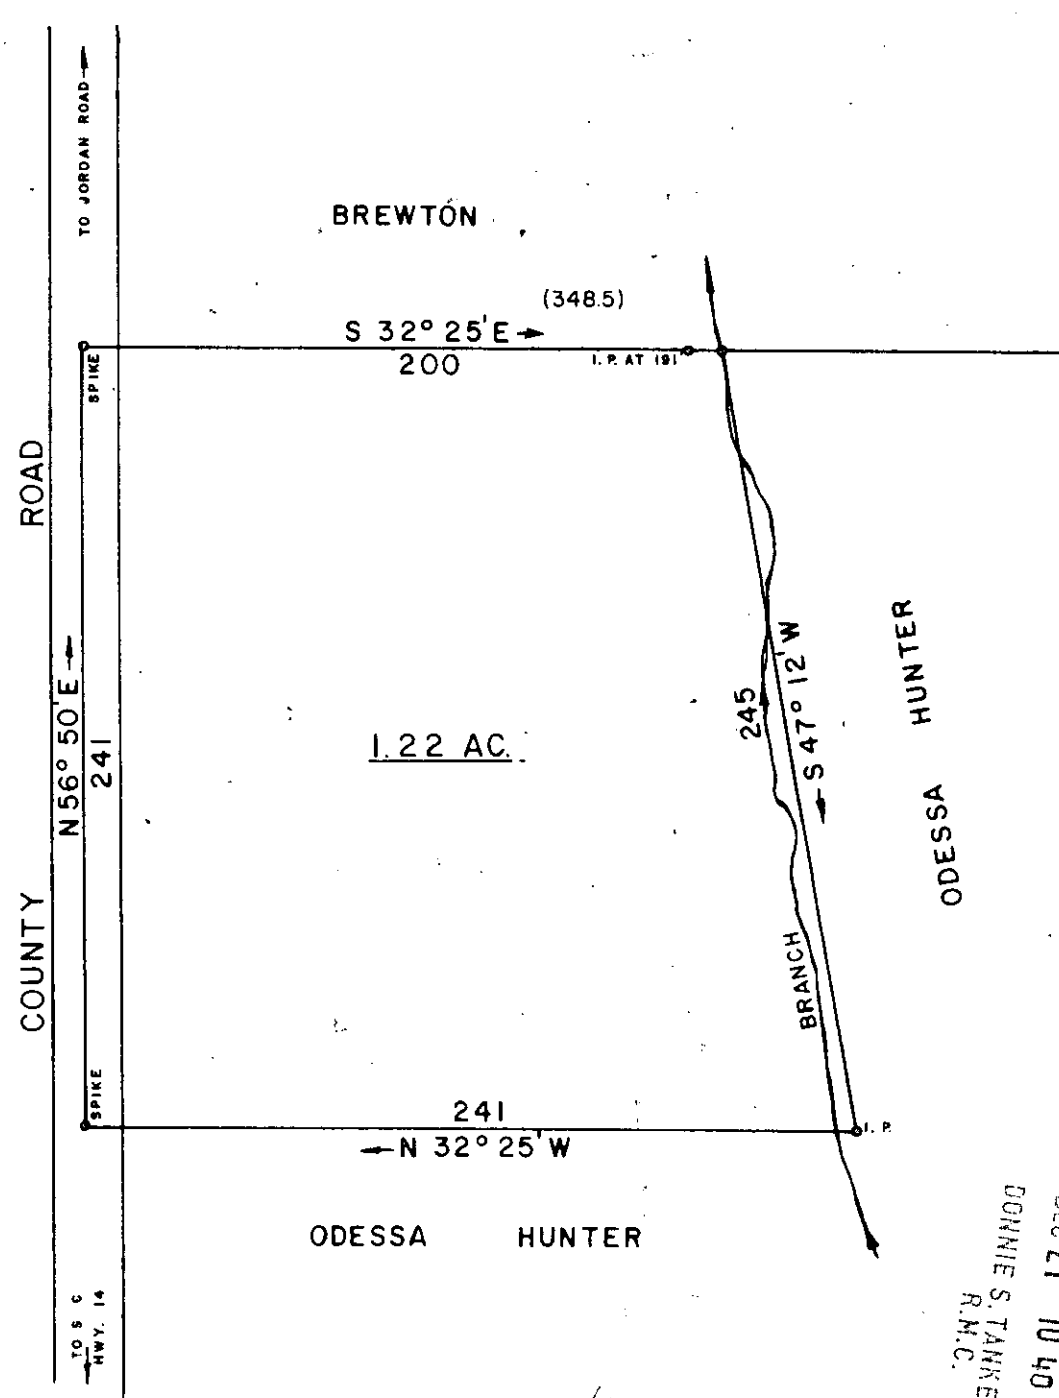 TO JORDAN ROAD
BREWTON
(348.5)
S 32° 25' E
200
I. P. AT 191
SPIKE
COUNTY ROAD
N 56° 50' E
241
1.22 AC.
245
S 47° 12' W
ODESSA HUNTER
BRANCH
SPIKE
241
N 32° 25' W
I. P.
ODESSA HUNTER
TO S C
HWY. 14
21 10 40
DONNIE S. TANKE
R.M.C.